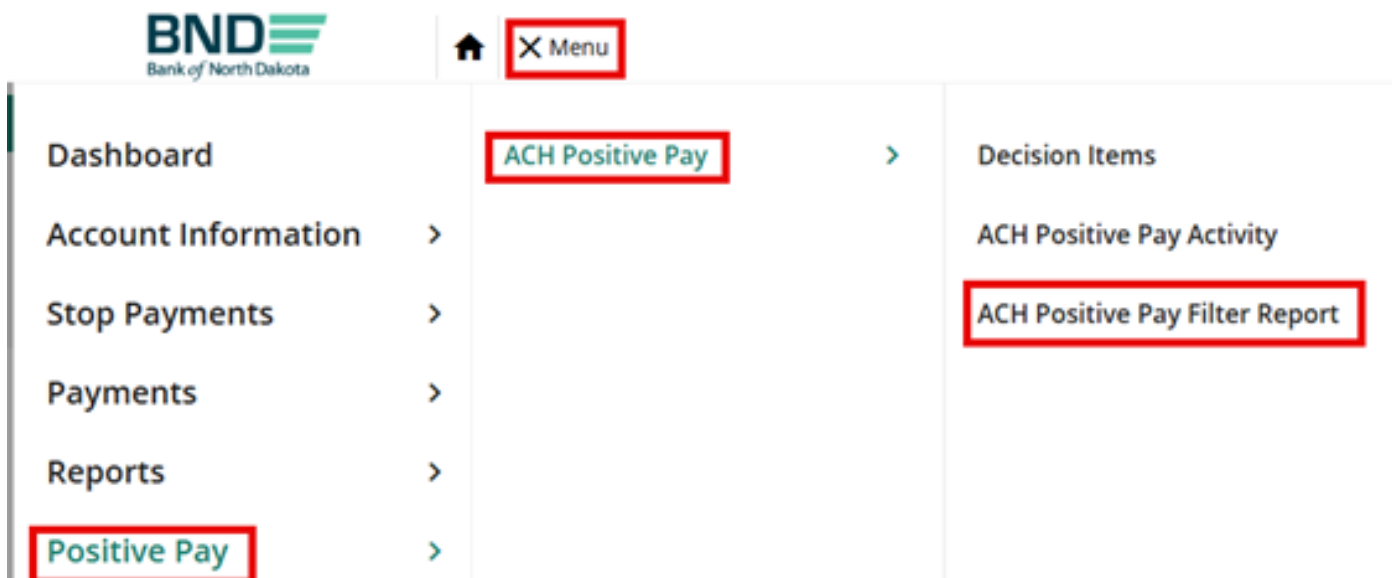 BND
Bank of North Dakota
Menu
Dashboard
Account Information
Stop Payments
Payments
Reports
Positive Pay
ACH Positive Pay
Decision Items
ACH Positive Pay Activity
ACH Positive Pay Filter Report